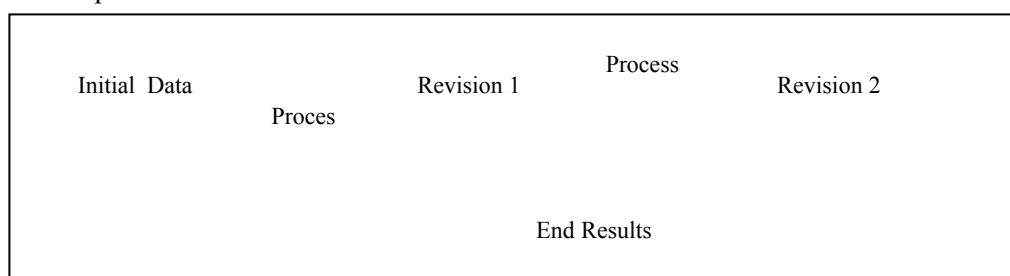 Process
Initial Data Revision 1 Revision 2
Proces
End Results